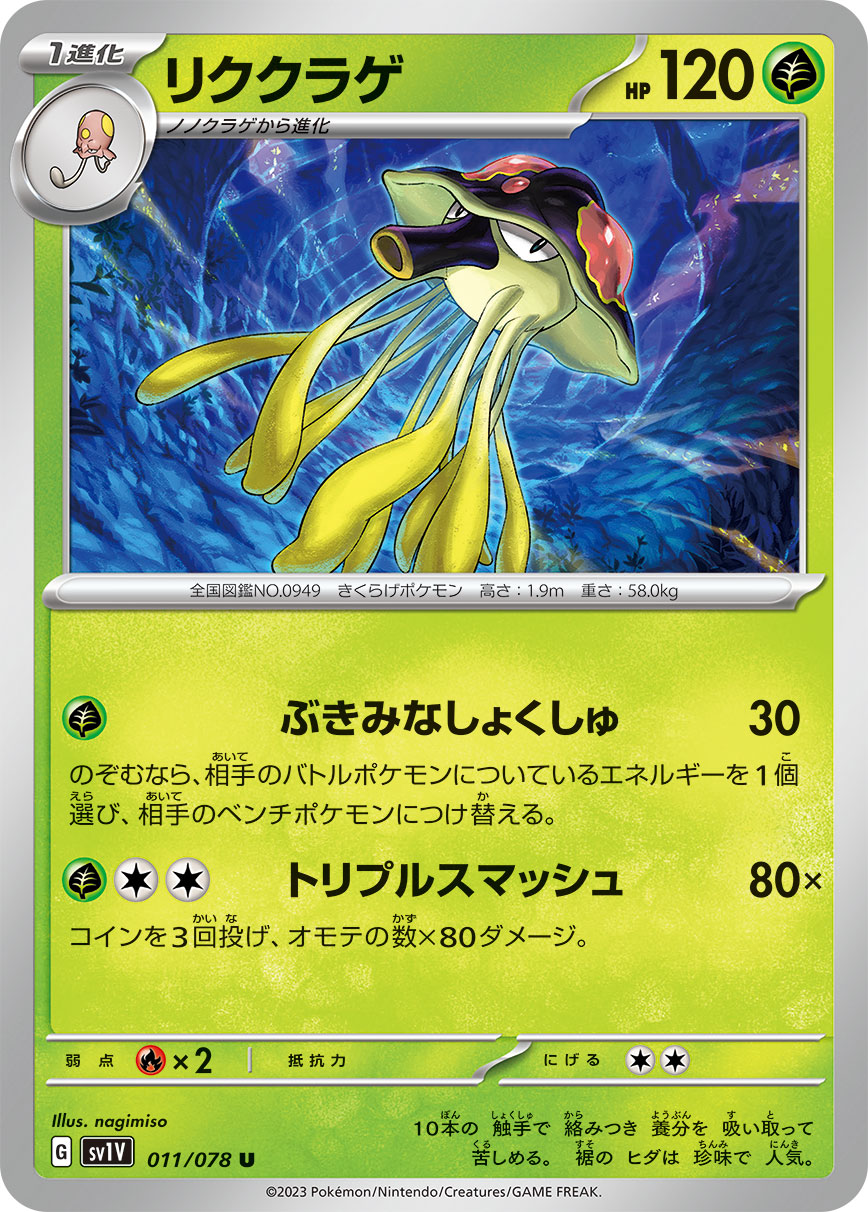 1進化 リククラゲ HP 120
ノノクラゲから進化
全国図鑑NO.0949 きくらげポケモン 高さ：1.9m 重さ：58.0kg
ぶきみなしょくしゅ 30
のぞむなら、相手のバトルポケモンについているエネルギーを1個
選び、相手のベンチポケモンにつけ替える。
トリプルスマッシュ 80×
コインを3回投げ、オモテの数×80ダメージ。
弱点 ×2 抵抗力 にげる
Illus. nagimiso
G sv1V 011/078 U
10本の 触手で 絡みつき 養分を 吸い取って
苦しめる。裾の ヒダは 珍味で 人気。
©2023 Pokémon/Nintendo/Creatures/GAME FREAK.